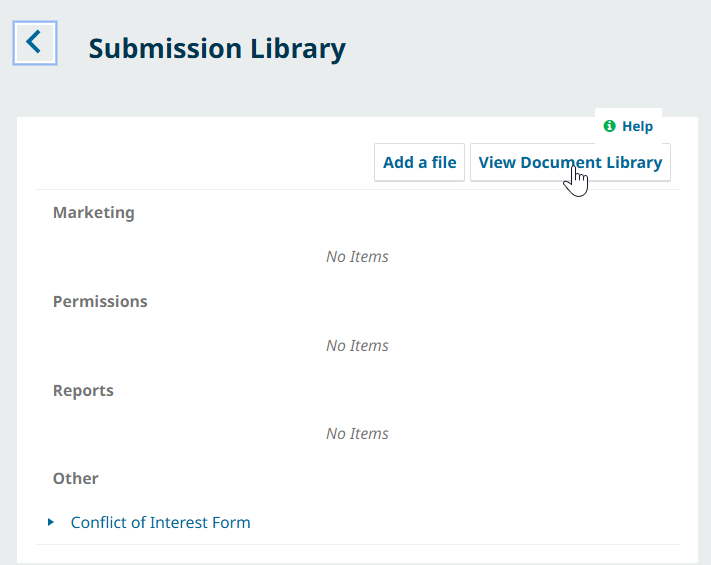 Submission Library
Help
Add a file
View Document Library
Marketing
No Items
Permissions
No Items
Reports
No Items
Other
Conflict of Interest Form